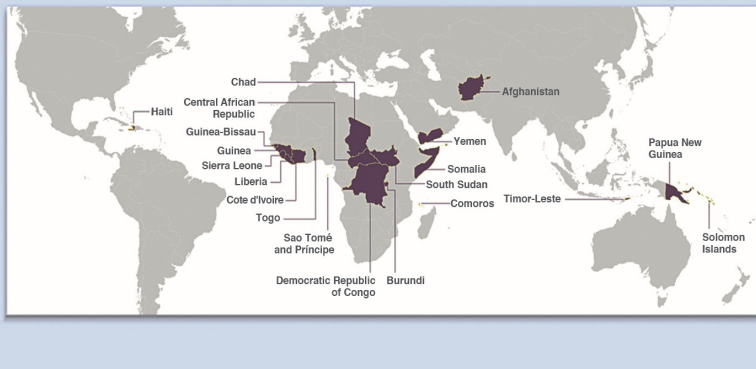 Chad
Central African
Republic
Haiti
Guinea-Bissau
Guinea
Sierra Leone
Liberia
Cote d'Ivoire
Togo
Sao Tomé
and Príncipe
Democratic Republic
of Congo
Burundi
Afghanistan
Yemen
Somalia
South Sudan
Comoros
Timor-Leste
Papua New
Guinea
Solomon
Islands